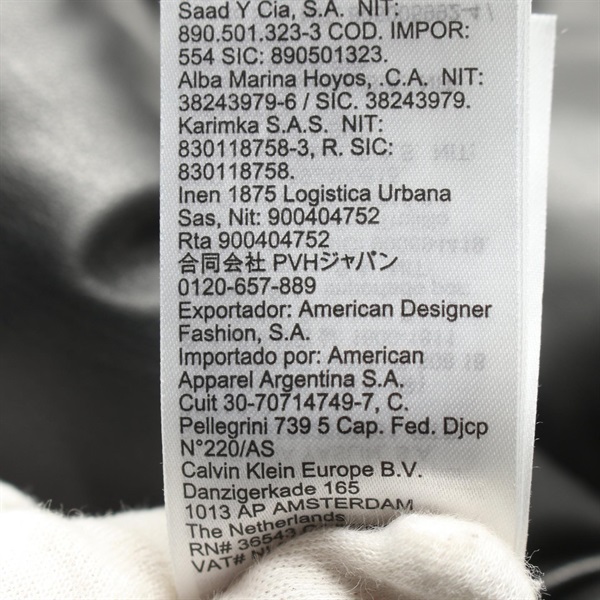 Saad Y Cia, S.A. NIT:
890.501.323-3 COD. IMPOR:
554 SIC: 890501323.
Alba Marina Hoyos, .C.A. NIT:
38243979-6 / SIC. 38243979.
Karimka S.A.S. NIT:
830118758-3, R. SIC:
830118758.
Inen 1875 Logistica Urbana
Sas, Nit: 900404752
Rta 900404752
合同会社 PVHジャパン
0120-657-889
Exportador: American Designer
Fashion, S.A.
Importado por: American
Apparel Argentina S.A.
Cuit 30-70714749-7, C.
Pellegrini 739 5 Cap. Fed. Djcp
N°220/AS
Calvin Klein Europe B.V.
Danzigerkade 165
1013 AP AMSTERDAM
The Netherlands
RN# 36543
VAT#